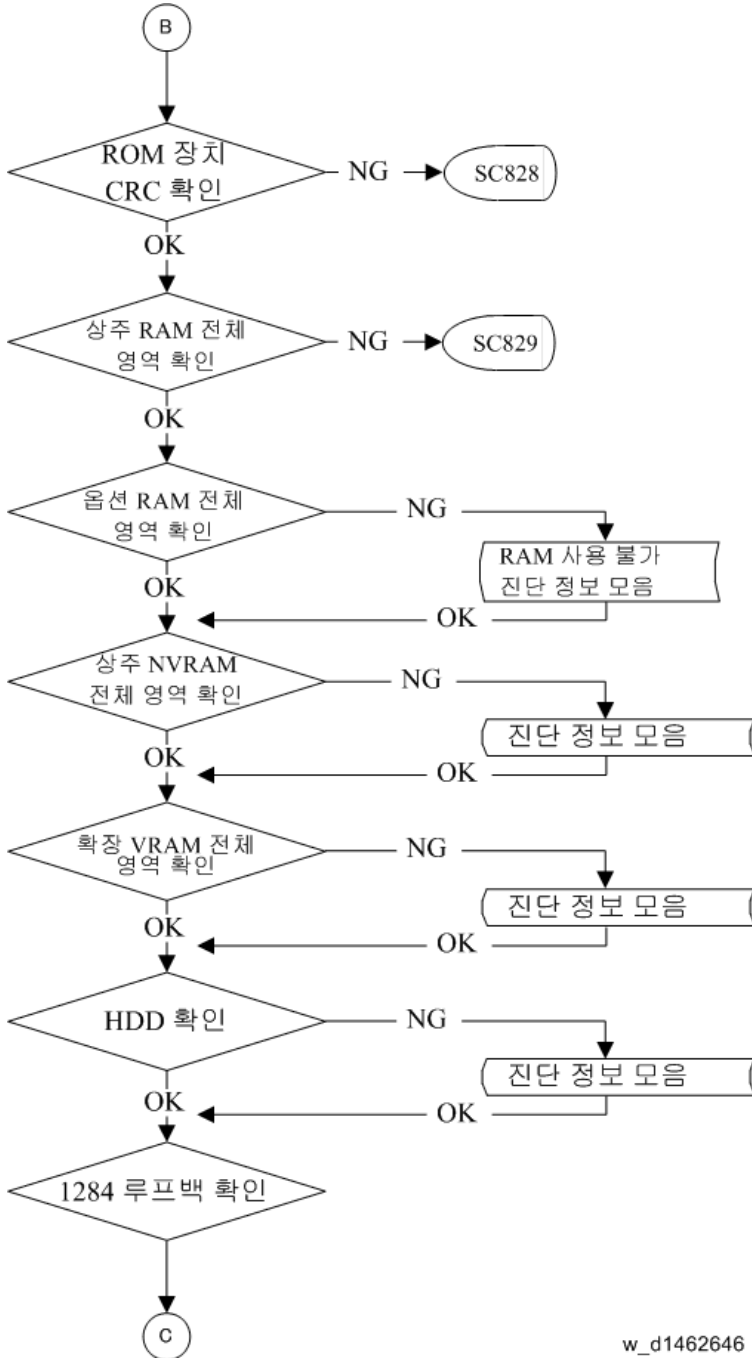 B
ROM 장치
CRC 확인
NG
SC828
OK
상주 RAM 전체
영역 확인
NG
SC829
OK
옵션 RAM 전체
영역 확인
NG
RAM 사용 불가
진단 정보 모음
OK
OK
상주 NVRAM
전체 영역 확인
NG
진단 정보 모음
OK
OK
확장 VRAM 전체
영역 확인
NG
진단 정보 모음
OK
OK
HDD 확인
NG
진단 정보 모음
OK
OK
1284 루프백 확인
C
w_d1462646